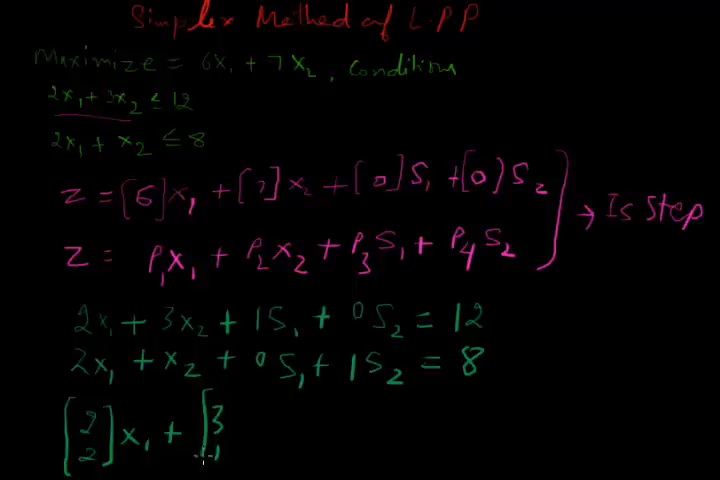 Simplex Method of L.P.P
Maximize = 6x₁ + 7x₂, Conditions
2x₁ + 3x₂ ≤ 12
2x₁ + x₂ ≤ 8
Z = [6]x₁ + [7]x₂ + [0]S₁ + [0]S₂
→ Is Step
Z = P₁x₁ + P₂x₂ + P₃S₁ + P₄S₂
2x₁ + 3x₂ + 1S₁ + 0S₂ = 12
2x₁ + x₂ + 0S₁ + 1S₂ = 8
[2 2]x₁ + [3 1